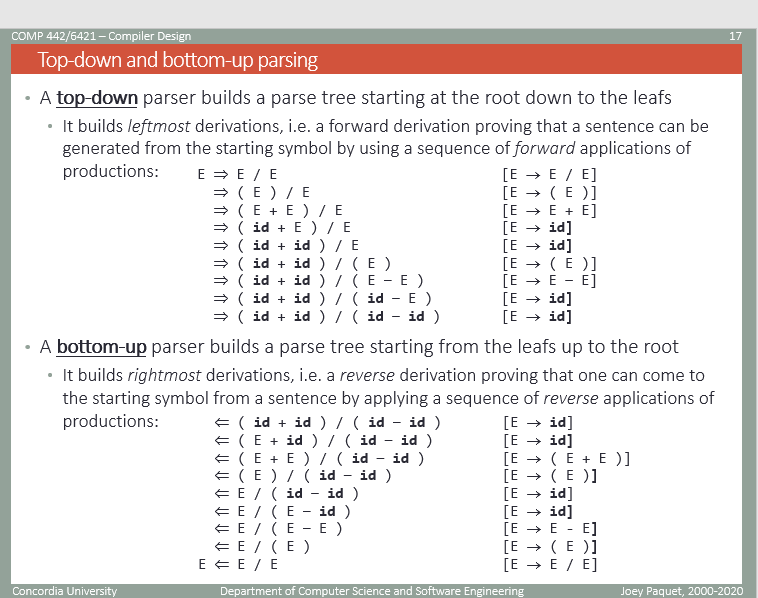 COMP 442/6421 – Compiler Design 17
Top-down and bottom-up parsing
• A top-down parser builds a parse tree starting at the root down to the leafs
• It builds leftmost derivations, i.e. a forward derivation proving that a sentence can be
generated from the starting symbol by using a sequence of forward applications of
productions: E ⇒ E / E [E → E / E]
⇒ ( E ) / E [E → ( E )]
⇒ ( E + E ) / E [E → E + E]
⇒ ( id + E ) / E [E → id]
⇒ ( id + id ) / E [E → id]
⇒ ( id + id ) / ( E ) [E → ( E )]
⇒ ( id + id ) / ( E − E ) [E → E − E]
⇒ ( id + id ) / ( id − E ) [E → id]
⇒ ( id + id ) / ( id − id ) [E → id]
• A bottom-up parser builds a parse tree starting from the leafs up to the root
• It builds rightmost derivations, i.e. a reverse derivation proving that one can come to
the starting symbol from a sentence by applying a sequence of reverse applications of
productions: ⇐ ( id + id ) / ( id − id ) [E → id]
⇐ ( E + id ) / ( id − id ) [E → id]
⇐ ( E + E ) / ( id − id ) [E → ( E + E )]
⇐ ( E ) / ( id − id ) [E → ( E )]
⇐ E / ( id − id ) [E → id]
⇐ E / ( E − id ) [E → id]
⇐ E / ( E − E ) [E → E - E]
⇐ E / ( E ) [E → ( E )]
E ⇐ E / E [E → E / E]
Concordia University Department of Computer Science and Software Engineering Joey Paquet, 2000-2020